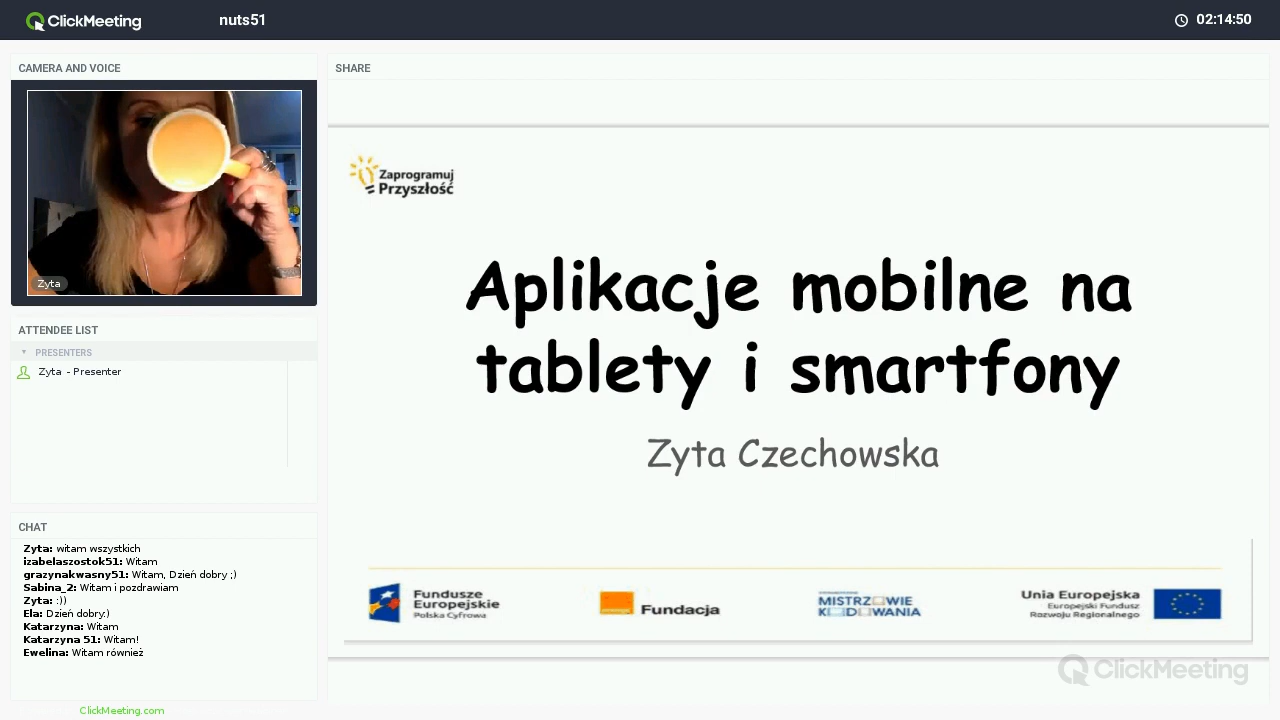 ClickMeeting
nuts51
02:14:50
CAMERA AND VOICE
Zyta
ATTENDEE LIST
PRESENTERS
Zyta - Presenter
CHAT
Zyta: witam wszystkich
izabelaszostok51: Witam
grazynakwasny51: Witam, Dzień dobry ;)
Sabina_2: Witam i pozdrawiam
Zyta: :))
Ela: Dzień dobry:)
Katarzyna: Witam
Katarzyna 51: Witam!
Ewelina: Witam również
ClickMeeting.com
SHARE
Zaprogramuj
Przyszłość
Aplikacje mobilne na
tablety i smartfony
Zyta Czechowska
Fundusze
Europejskie
Polska Cyfrowa
Fundacja
MISTRZOWIE
KODOWANIA
Unia Europejska
Europejski Fundusz
Rozwoju Regionalnego
ClickMeeting